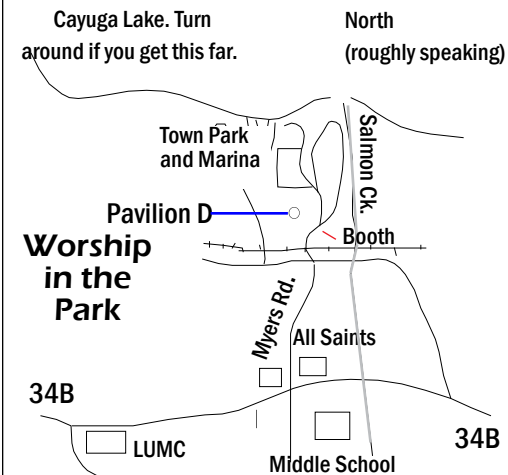 Cayuga Lake. Turn
around if you get this far.
North
(roughly speaking)
Salmon Ck.
Town Park
and Marina
Pavilion D
Booth
Worship
in the
Park
Myers Rd.
All Saints
34B
34B
LUMC
Middle School